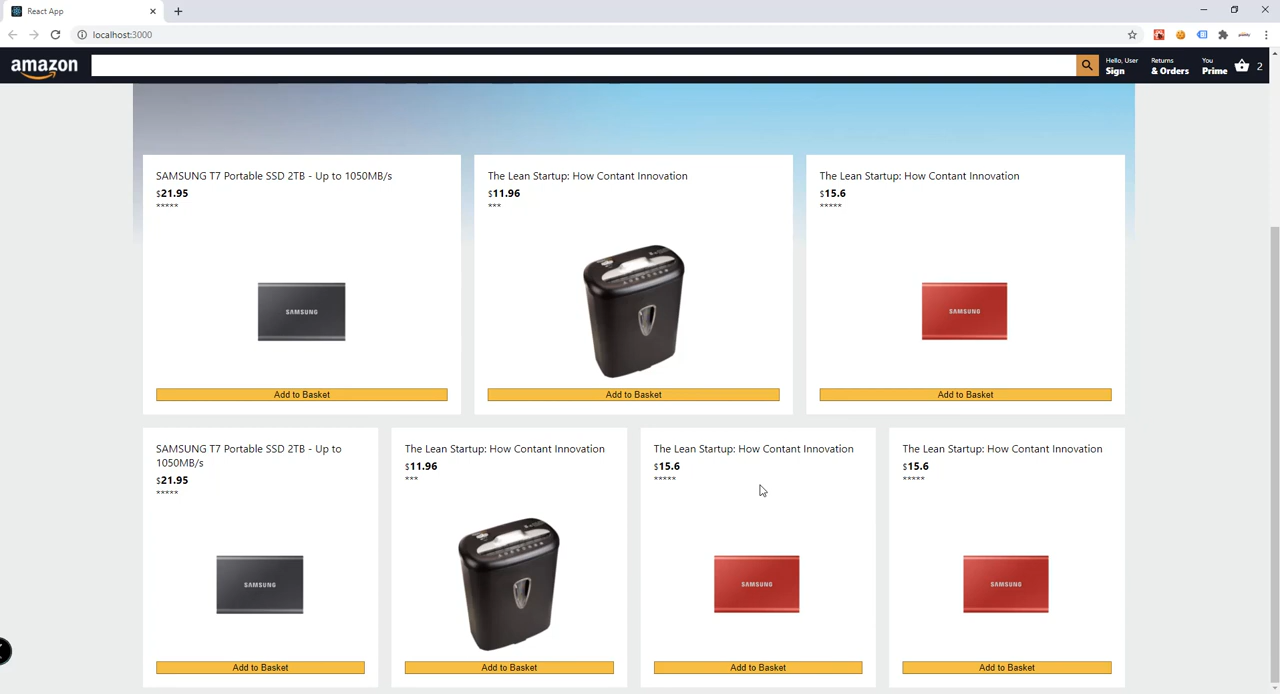 React App
localhost:3000
amazon
Hello, User
Sign
Returns
& Orders
You
Prime
2
SAMSUNG T7 Portable SSD 2TB - Up to 1050MB/s
$21.95
*****
SAMSUNG
Add to Basket
The Lean Startup: How Contant Innovation
$11.96
***
Add to Basket
The Lean Startup: How Contant Innovation
$15.6
*****
SAMSUNG
Add to Basket
SAMSUNG T7 Portable SSD 2TB - Up to
1050MB/s
$21.95
*****
SAMSUNG
Add to Basket
The Lean Startup: How Contant Innovation
$11.96
***
Add to Basket
The Lean Startup: How Contant Innovation
$15.6
*****
SAMSUNG
Add to Basket
The Lean Startup: How Contant Innovation
$15.6
*****
SAMSUNG
Add to Basket